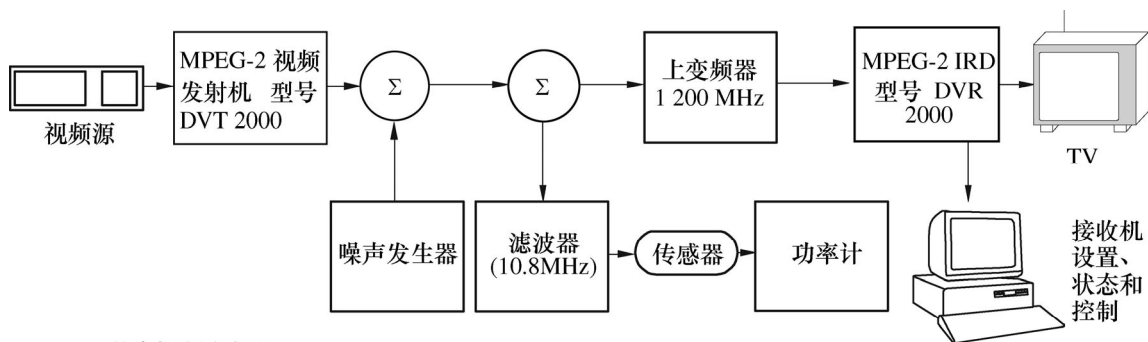 视频源
MPEG-2 视频
发射机 型号
DVT 2000
Σ
Σ
上变频器
1 200 MHz
MPEG-2 IRD
型号 DVR
2000
TV
噪声发生器
滤波器
(10.8MHz)
传感器
功率计
接收机
设置、
状态和
控制